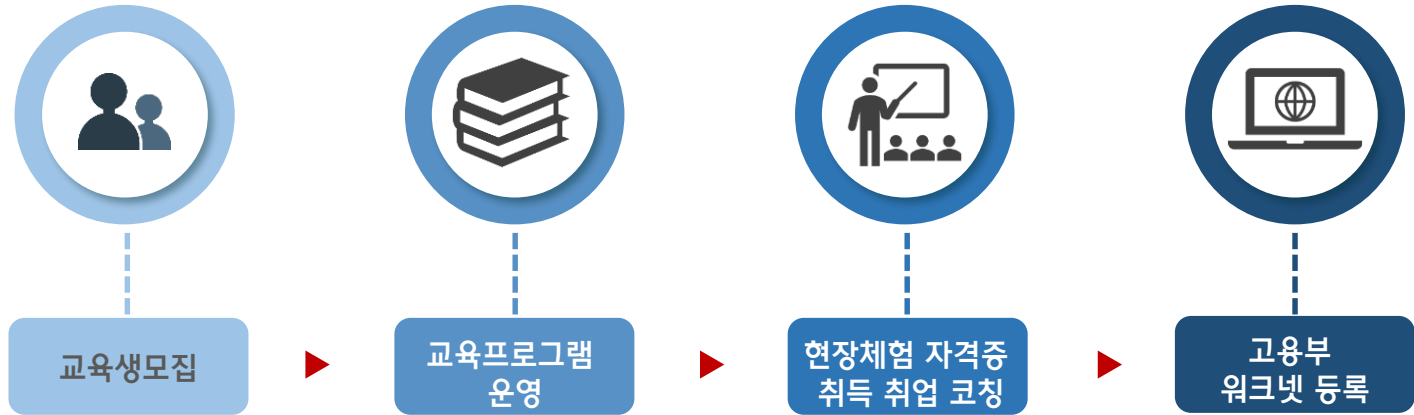 교육생모집
교육프로그램
운영
현장체험 자격증
취득 취업 코칭
고용부
워크넷 등록